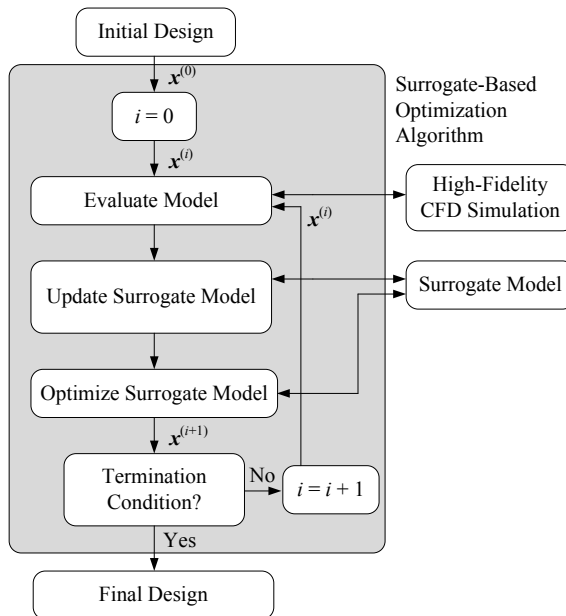 Initial Design
x^(0)
Surrogate-Based
Optimization
Algorithm
i = 0
x^(i)
Evaluate Model
High-Fidelity
CFD Simulation
x^(i)
Update Surrogate Model
Surrogate Model
Optimize Surrogate Model
x^(i+1)
Termination
Condition?
No
i = i + 1
Yes
Final Design